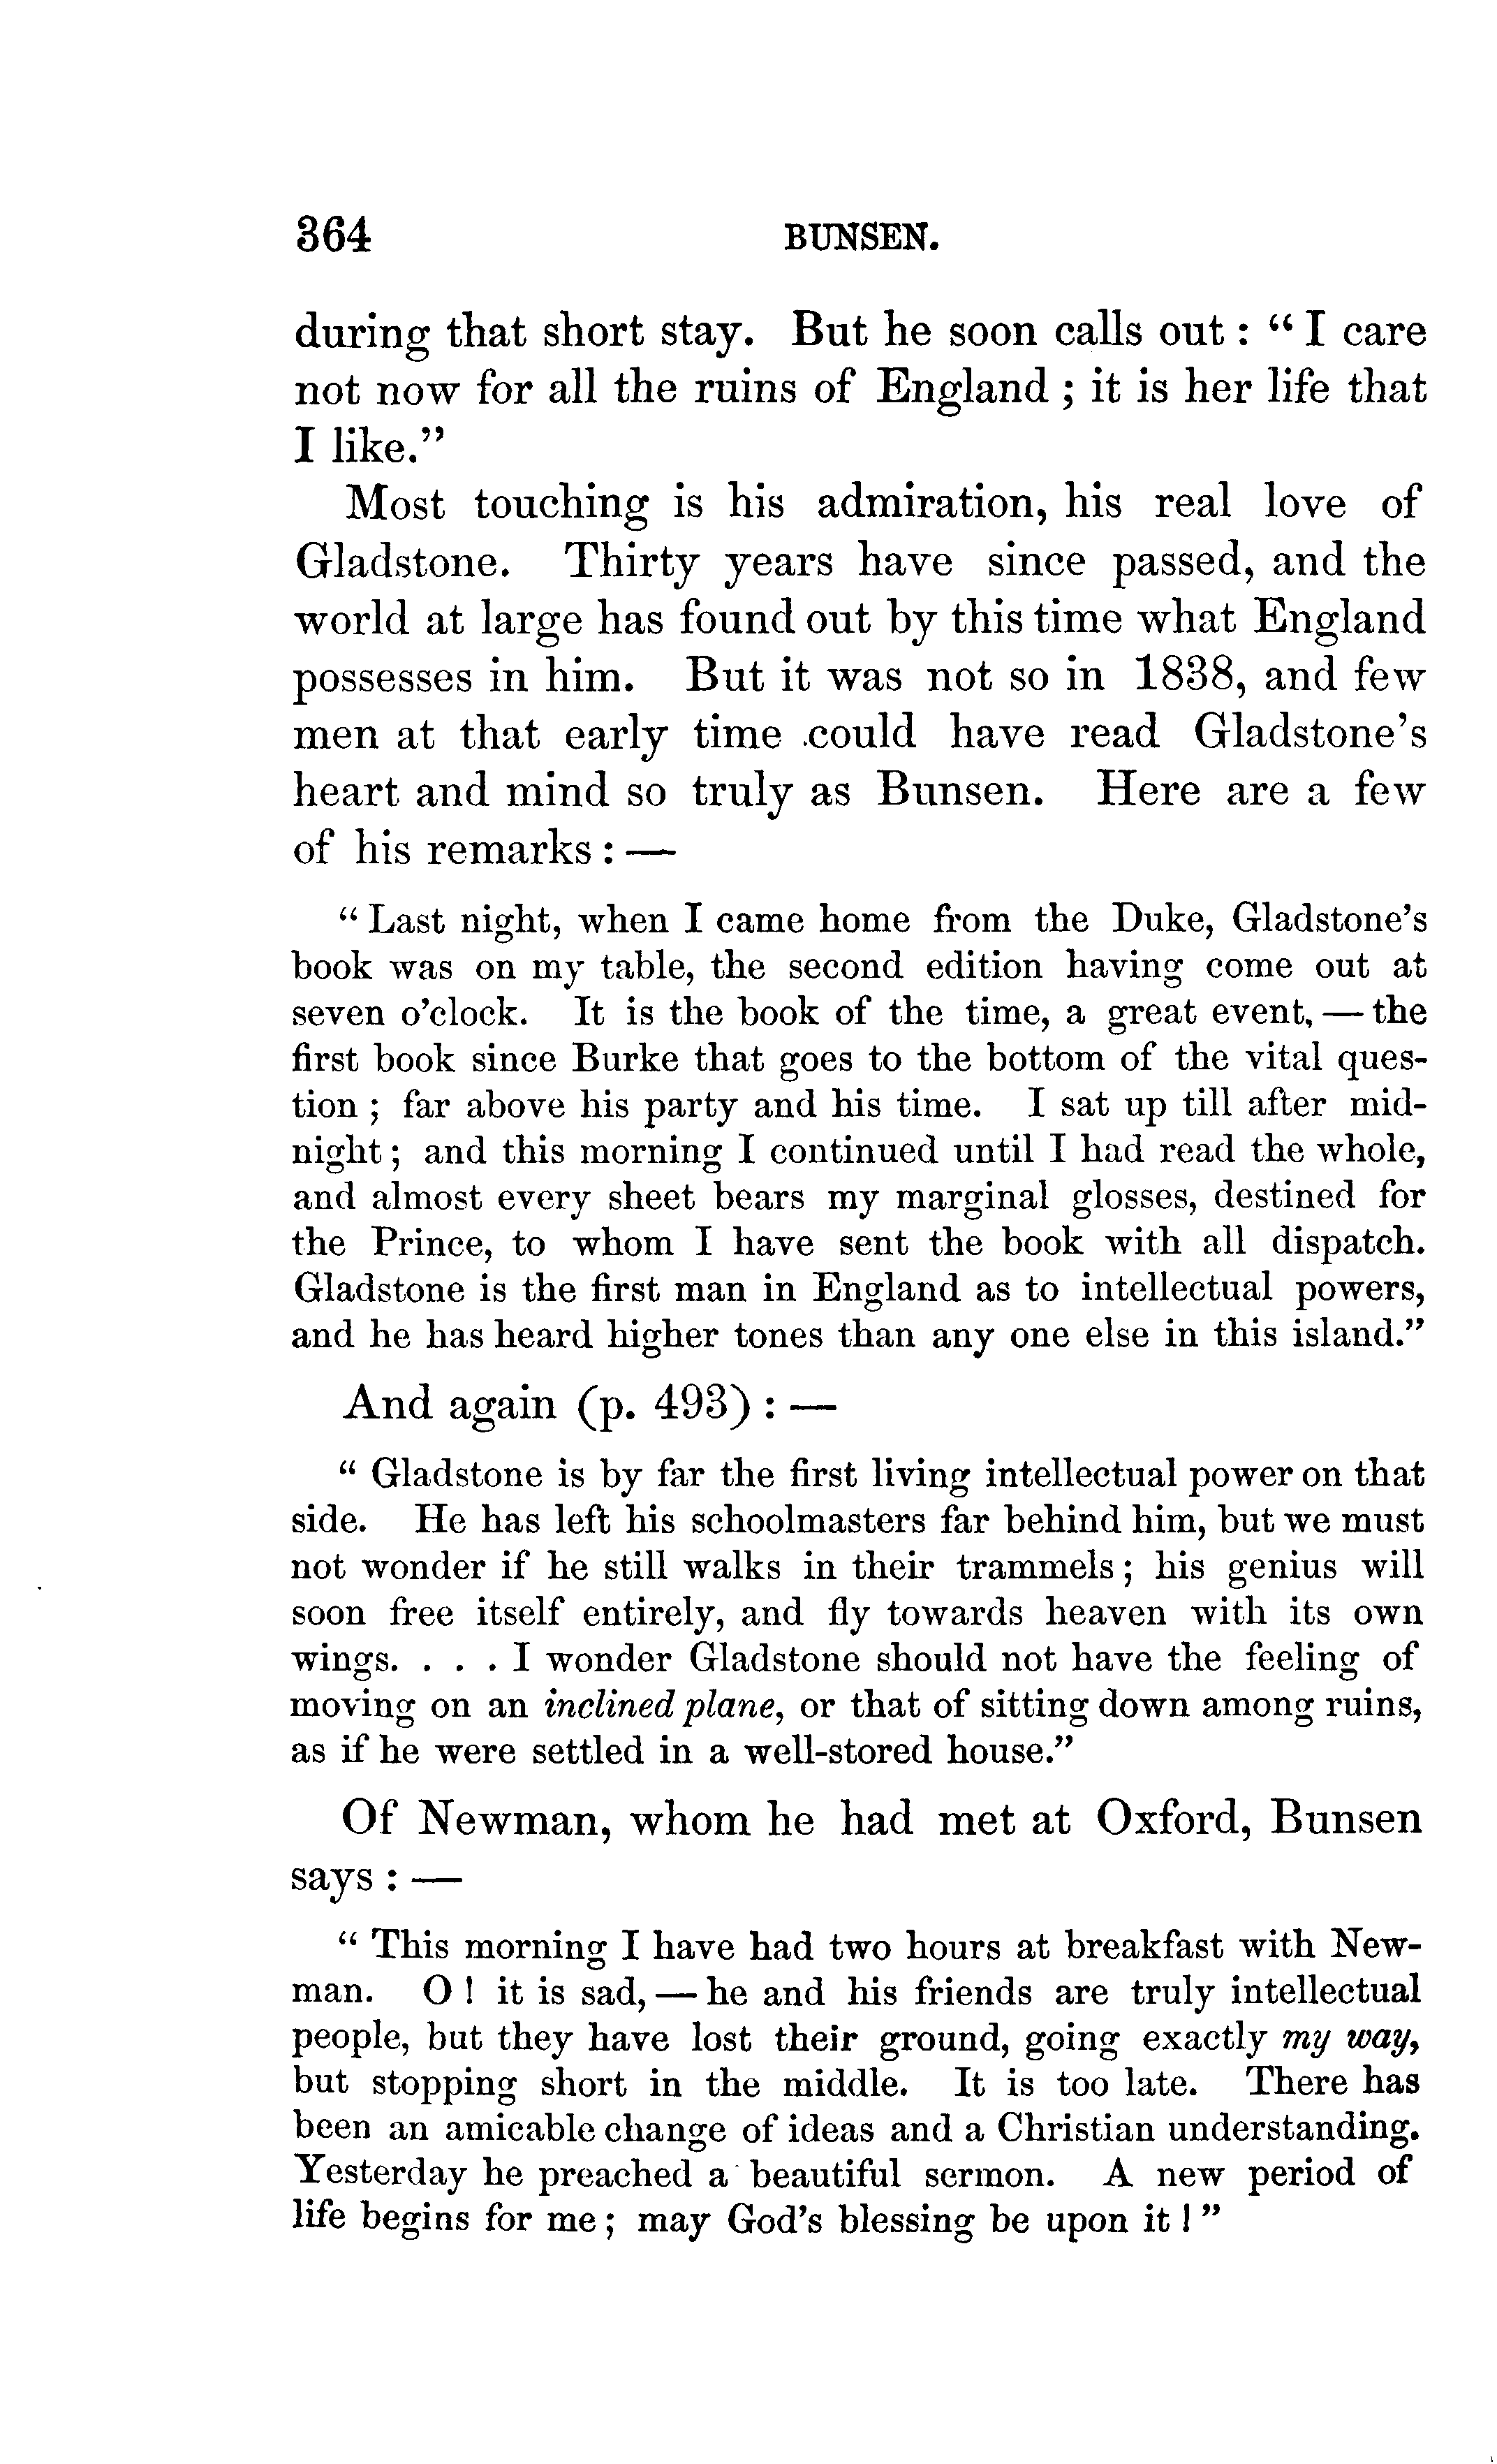 364 BUNSEN.
during that short stay. But he soon calls out : “ I care
not now for all the ruins of England ; it is her life that
I like.”
Most touching is his admiration, his real love of
Gladstone. Thirty years have since passed, and the
world at large has found out by this time what England
possesses in him. But it was not so in 1838, and few
men at that early time could have read Gladstone’s
heart and mind so truly as Bunsen. Here are a few
of his remarks : —
“ Last night, when I came home from the Duke, Gladstone’s
book was on my table, the second edition having come out at
seven o’clock. It is the book of the time, a great event, — the
first book since Burke that goes to the bottom of the vital ques-
tion ; far above his party and his time. I sat up till after mid-
night ; and this morning I continued until I had read the whole,
and almost every sheet bears my marginal glosses, destined for
the Prince, to whom I have sent the book with all dispatch.
Gladstone is the first man in England as to intellectual powers,
and he has heard higher tones than any one else in this island.”
And again (p. 493) : —
“ Gladstone is by far the first living intellectual power on that
side. He has left his schoolmasters far behind him, but we must
not wonder if he still walks in their trammels ; his genius will
soon free itself entirely, and fly towards heaven with its own
wings. . . . I wonder Gladstone should not have the feeling of
moving on an inclined plane, or that of sitting down among ruins,
as if he were settled in a well-stored house.”
Of Newman, whom he had met at Oxford, Bunsen
says : —
“ This morning I have had two hours at breakfast with New-
man. O ! it is sad, — he and his friends are truly intellectual
people, but they have lost their ground, going exactly my way,
but stopping short in the middle. It is too late. There has
been an amicable change of ideas and a Christian understanding.
Yesterday he preached a beautiful sermon. A new period of
life begins for me ; may God’s blessing be upon it ! ”